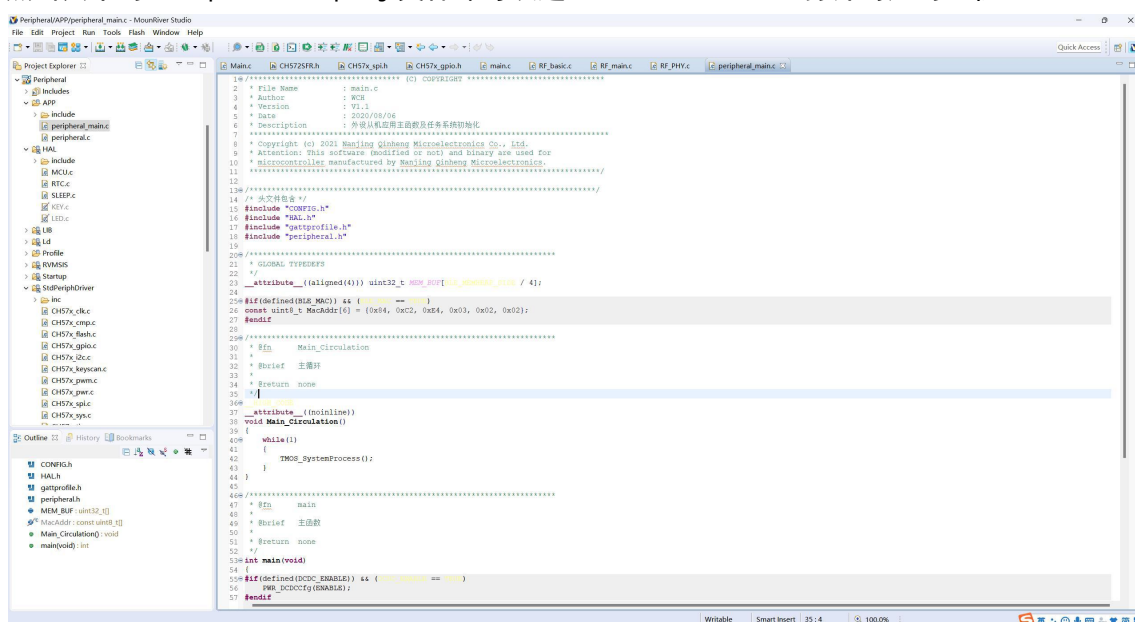 Peripheral/APP/peripheral_main.c - MounRiver Studio
File Edit Project Run Tools Flash Window Help
Quick Access
Project Explorer
Peripheral
Includes
APP
include
peripheral_main.c
peripheral.c
HAL
include
MCU.c
RTC.c
SLEEP.c
KEY.c
LED.c
LIB
Ld
Profile
RVMSIS
Startup
StdPeriphDriver
inc
CH57x_clk.c
CH57x_cmp.c
CH57x_flash.c
CH57x_gpio.c
CH57x_i2c.c
CH57x_keyscan.c
CH57x_pwm.c
CH57x_pwr.c
CH57x_spi.c
CH57x_sys.c
Outline History Bookmarks
CONFIG.h
HAL.h
gattprofile.h
peripheral.h
MEM_BUF : uint32_t[]
MacAddr : const uint8_t[]
Main_Circulation() : void
main(void) : int
Main.c CH572SFR.h CH57x_spi.h CH57x_gpio.h main.c RF_basic.c RF_main.c RF_PHY.c peripheral_main.c
1 /********************************** (C) COPYRIGHT *******************************
2 * File Name : main.c
3 * Author : WCH
4 * Version : V1.1
5 * Date : 2020/08/06
6 * Description : 外设从机应用主函数及任务系统初始化
7 *********************************************************************************
8 * Copyright (c) 2021 Nanjing Qinheng Microelectronics Co., Ltd.
9 * Attention: This software (modified or not) and binary are used for
10 * microcontroller manufactured by Nanjing Qinheng Microelectronics.
11 *******************************************************************************/
12
13 /******************************************************************************/
14 /* 头文件包含 */
15 #include "CONFIG.h"
16 #include "HAL.h"
17 #include "gattprofile.h"
18 #include "peripheral.h"
19
20 /*********************************************************************
21 * GLOBAL TYPEDEFS
22 */
23 __attribute__((aligned(4))) uint32_t MEM_BUF[ / 4];
24
25 #if(defined(BLE_MAC)) && ( == )
26 const uint8_t MacAddr[6] = {0x84, 0xC2, 0xE4, 0x03, 0x02, 0x02};
27 #endif
28
29 /*********************************************************************
30 * @fn Main_Circulation
31 *
32 * @brief 主循环
33 *
34 * @return none
35 */
36
37 __attribute__((noinline))
38 void Main_Circulation()
39 {
40 while(1)
41 {
42 TMOS_SystemProcess();
43 }
44 }
45
46 /*********************************************************************
47 * @fn main
48 *
49 * @brief 主函数
50 *
51 * @return none
52 */
53 int main(void)
54 {
55 #if(defined(DCDC_ENABLE)) && ( == )
56 PWR_DCDCCfg(ENABLE);
57 #endif
Writable Smart Insert 35 : 4 100.0%